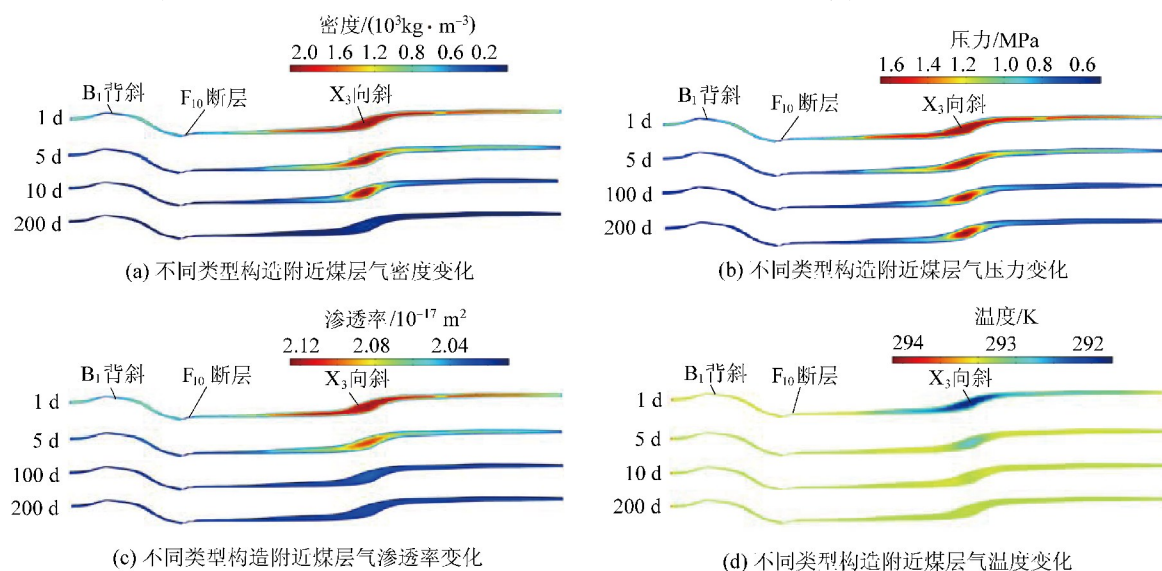 密度/(10³kg·m⁻³)
2.0 1.6 1.2 0.8 0.6 0.2
B₁背斜
F₁₀断层
X₃向斜
1 d
5 d
10 d
200 d
(a) 不同类型构造附近煤层气密度变化
压力/MPa
1.6 1.4 1.2 1.0 0.8 0.6
B₁背斜
F₁₀断层
X₃向斜
1 d
5 d
100 d
200 d
(b) 不同类型构造附近煤层气压力变化
渗透率/10⁻¹⁷ m²
2.12 2.08 2.04
B₁背斜
F₁₀断层
X₃向斜
1 d
5 d
100 d
200 d
(c) 不同类型构造附近煤层气渗透率变化
温度/K
294 293 292
B₁背斜
F₁₀断层
X₃向斜
1 d
5 d
10 d
200 d
(d) 不同类型构造附近煤层气温度变化